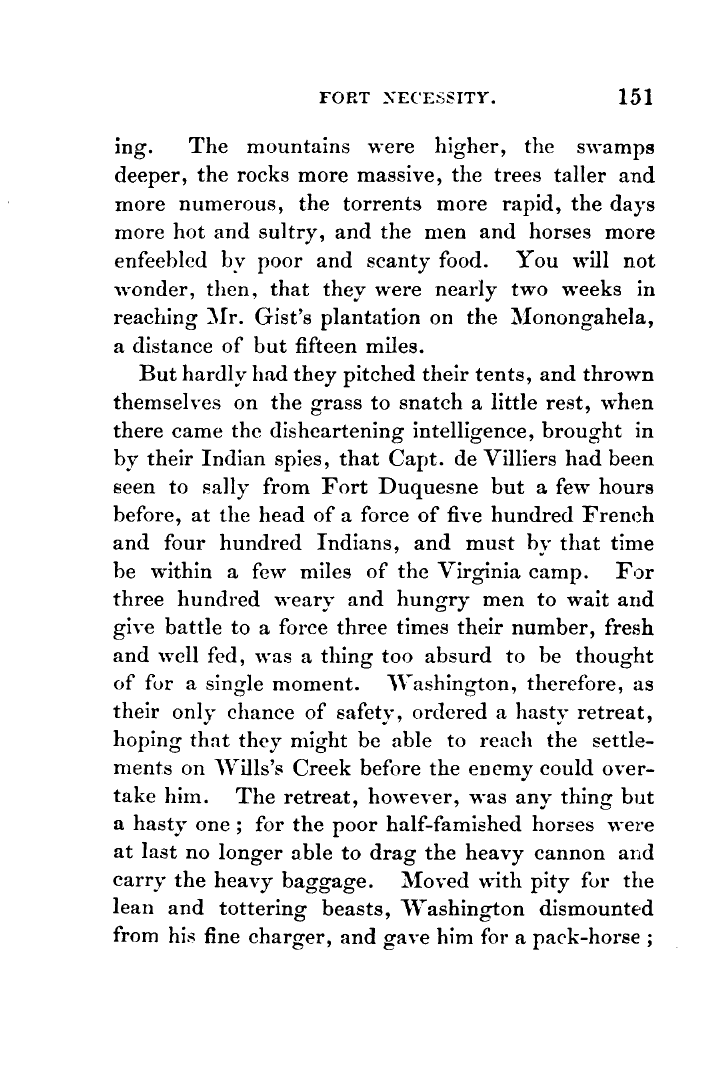 FORT NECESSITY. 151
ing. The mountains were higher, the swamps
deeper, the rocks more massive, the trees taller and
more numerous, the torrents more rapid, the days
more hot and sultry, and the men and horses more
enfeebled by poor and scanty food. You will not
wonder, then, that they were nearly two weeks in
reaching Mr. Gist's plantation on the Monongahela,
a distance of but fifteen miles.
But hardly had they pitched their tents, and thrown
themselves on the grass to snatch a little rest, when
there came the disheartening intelligence, brought in
by their Indian spies, that Capt. de Villiers had been
seen to sally from Fort Duquesne but a few hours
before, at the head of a force of five hundred French
and four hundred Indians, and must by that time
be within a few miles of the Virginia camp. For
three hundred weary and hungry men to wait and
give battle to a force three times their number, fresh
and well fed, was a thing too absurd to be thought
of for a single moment. Washington, therefore, as
their only chance of safety, ordered a hasty retreat,
hoping that they might be able to reach the settle-
ments on Wills's Creek before the enemy could over-
take him. The retreat, however, was any thing but
a hasty one; for the poor half-famished horses were
at last no longer able to drag the heavy cannon and
carry the heavy baggage. Moved with pity for the
lean and tottering beasts, Washington dismounted
from his fine charger, and gave him for a pack-horse;